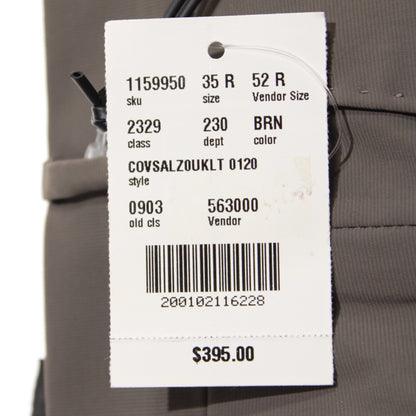 1159950 35 R 52 R
sku size Vendor Size
2329 230 BRN
class dept color
COVSALZOUKLT 0120
style
0903 563000
old cls Vendor
200102116228
$395.00